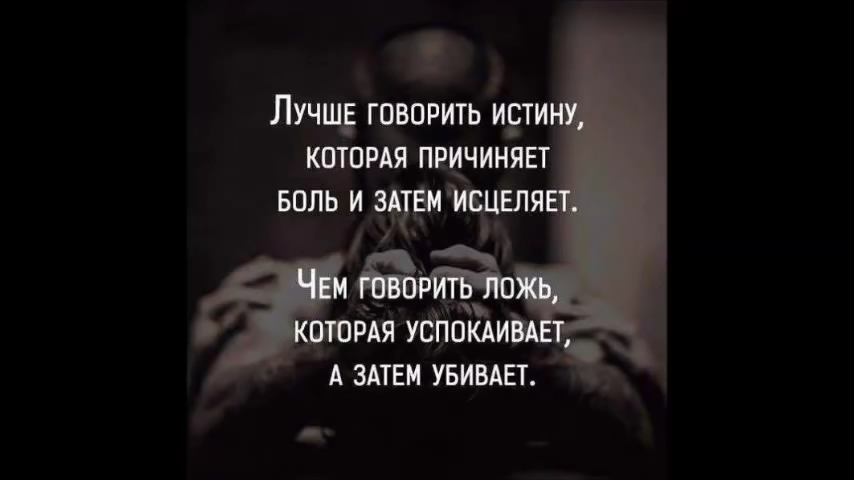 Лучше говорить истину,
которая причиняет
боль и затем исцеляет.
Чем говорить ложь,
которая успокаивает,
а затем убивает.